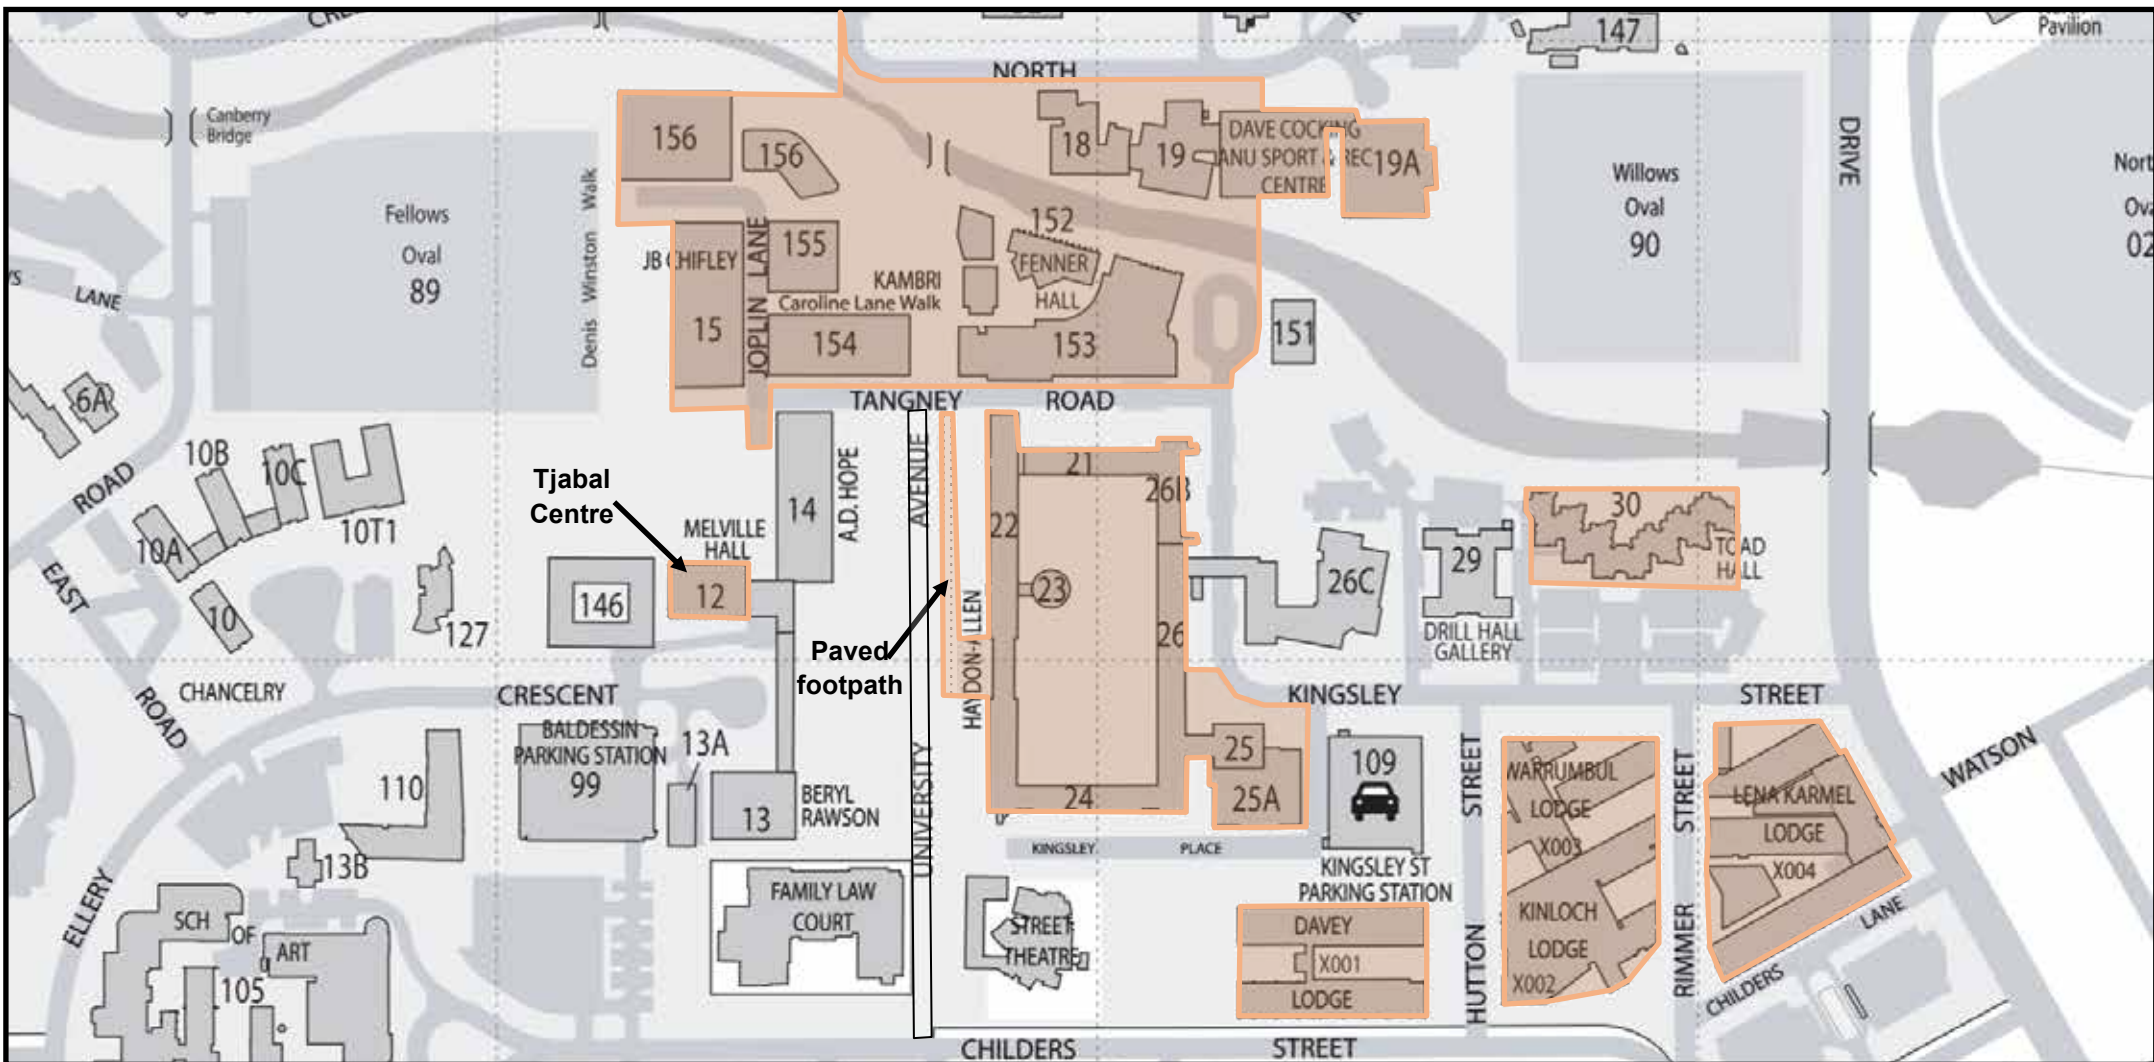 147
Pavilion
NORTH
Canberry
Bridge
156
156
18
19
DAVE COCKING
ANU SPORT & REC
CENTRE
19A
DRIVE
Willows
Oval
90
Fellows
Oval
89
Denis Winston Walk
LANE
JB CHIFLEY
15
JOPLIN LANE
155
KAMBRI
Caroline Lane Walk
154
152
FENNER
HALL
153
151
TANGNEY ROAD
6A
ROAD
10B
10C
10A
10T1
10
EAST
ROAD
127
Tjabal
Centre
MELVILLE
HALL
12
146
14
A.D. HOPE
AVENUE
UNIVERSITY
Paved
footpath
HAYDON-ALLEN
22
21
23
26B
26
26C
29
DRILL HALL
GALLERY
30
TOAD
HALL
CHANCELRY
CRESCENT
KINGSLEY STREET
BALDESSIN
PARKING STATION
99
13A
13
BERYL
RAWSON
110
13B
24
25
25A
109
KINGSLEY PLACE
KINGSLEY ST
PARKING STATION
HUTTON
STREET
WARRUMBUL
LODGE
X003
KINLOCH
LODGE
X002
RIMMER
STREET
LENA KARMEL
LODGE
X004
WATSON
ELLERY
SCH
OF
ART
105
FAMILY LAW
COURT
STREET
THEATRE
DAVEY
X001
LODGE
CHILDERS
LANE
CHILDERS STREET